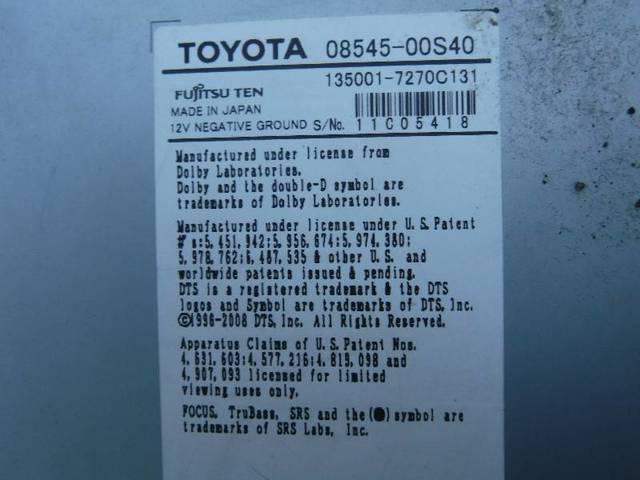 TOYOTA 08545-00S40
135001-7270C131
FUJITSU TEN
MADE IN JAPAN
12V NEGATIVE GROUND S/No. 11C05418
Manufactured under license from
Dolby Laboratories.
Dolby and the double-D symbol are
trademarks of Dolby Laboratories.
Manufactured under license under U.S. Patent
# s:5,451,942;5,956,674;5,974,380;
5,978,762;6,487,535 & other U.S. and
worldwide patents issued & pending.
DTS is a registered trademark & the DTS
logos and Symbol are trademarks of DTS, Inc.
©1996-2008 DTS, Inc. All Rights Reserved.
Apparatus Claims of U.S. Patent Nos.
4,631,603;4,577,216;4,819,098 and
4,907,093 licensed for limited
viewing uses only.
FOCUS, TruBass, SRS and the (●) symbol are
trademarks of SRS Labs, Inc.